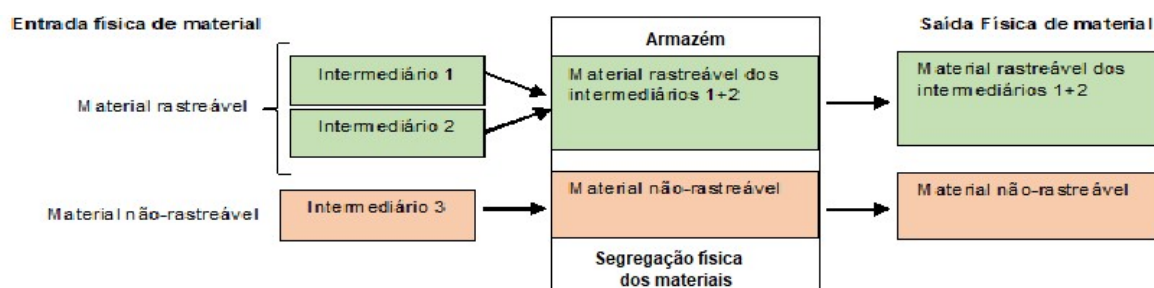 Entrada física de material
Saída Física de material
Armazém
Material rastreável
Intermediário 1
Intermediário 2
Material rastreável dos
intermediários 1+2
Material rastreável dos
intermediários 1+2
Material não-rastreável
Intermediário 3
Material não-rastreável
Material não-rastreável
Segregação física
dos materiais